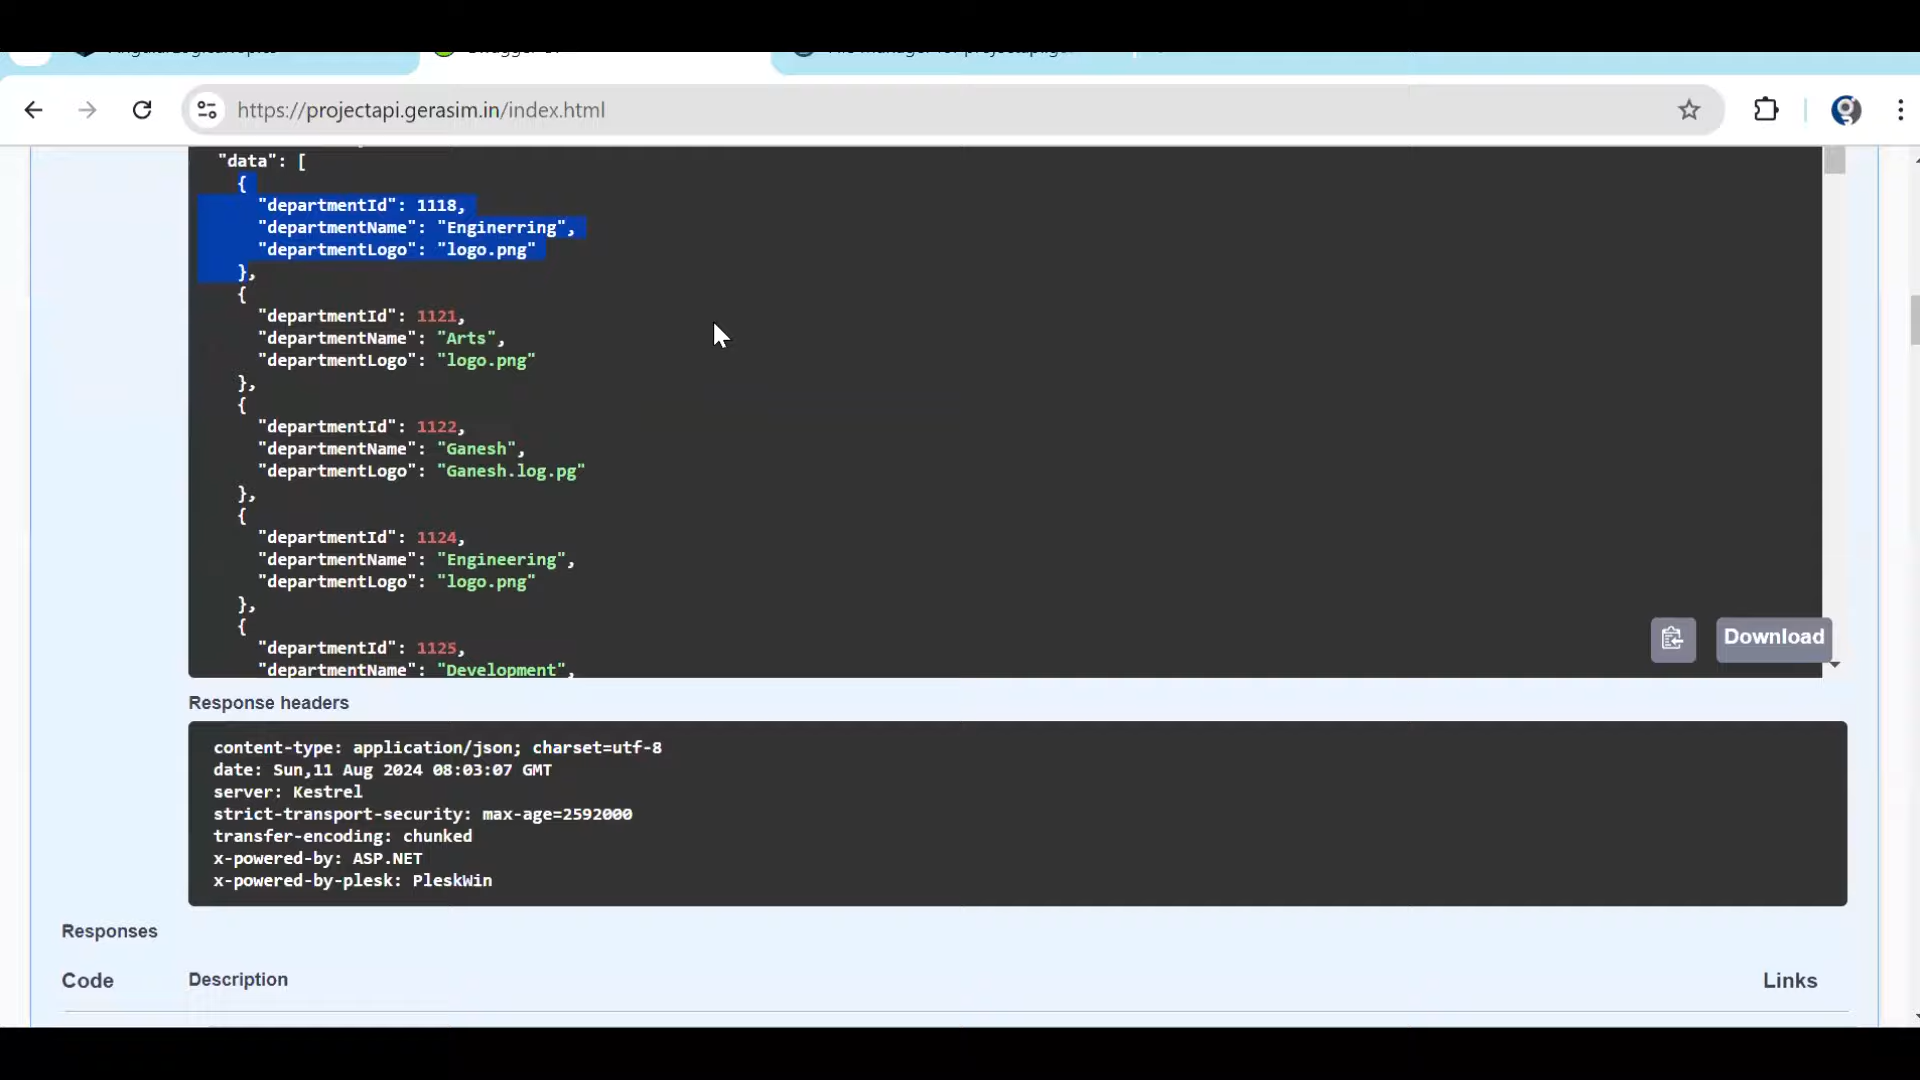 https://projectapi.gerasim.in/index.html
"data": [
{
"departmentId": 1118,
"departmentName": "Enginerring",
"departmentLogo": "logo.png"
},
{
"departmentId": 1121,
"departmentName": "Arts",
"departmentLogo": "logo.png"
},
{
"departmentId": 1122,
"departmentName": "Ganesh",
"departmentLogo": "Ganesh.log.pg"
},
{
"departmentId": 1124,
"departmentName": "Engineering",
"departmentLogo": "logo.png"
},
{
"departmentId": 1125,
"departmentName": "Development",
Download
Response headers
content-type: application/json; charset=utf-8
date: Sun,11 Aug 2024 08:03:07 GMT
server: Kestrel
strict-transport-security: max-age=2592000
transfer-encoding: chunked
x-powered-by: ASP.NET
x-powered-by-plesk: PleskWin
Responses
Code Description Links